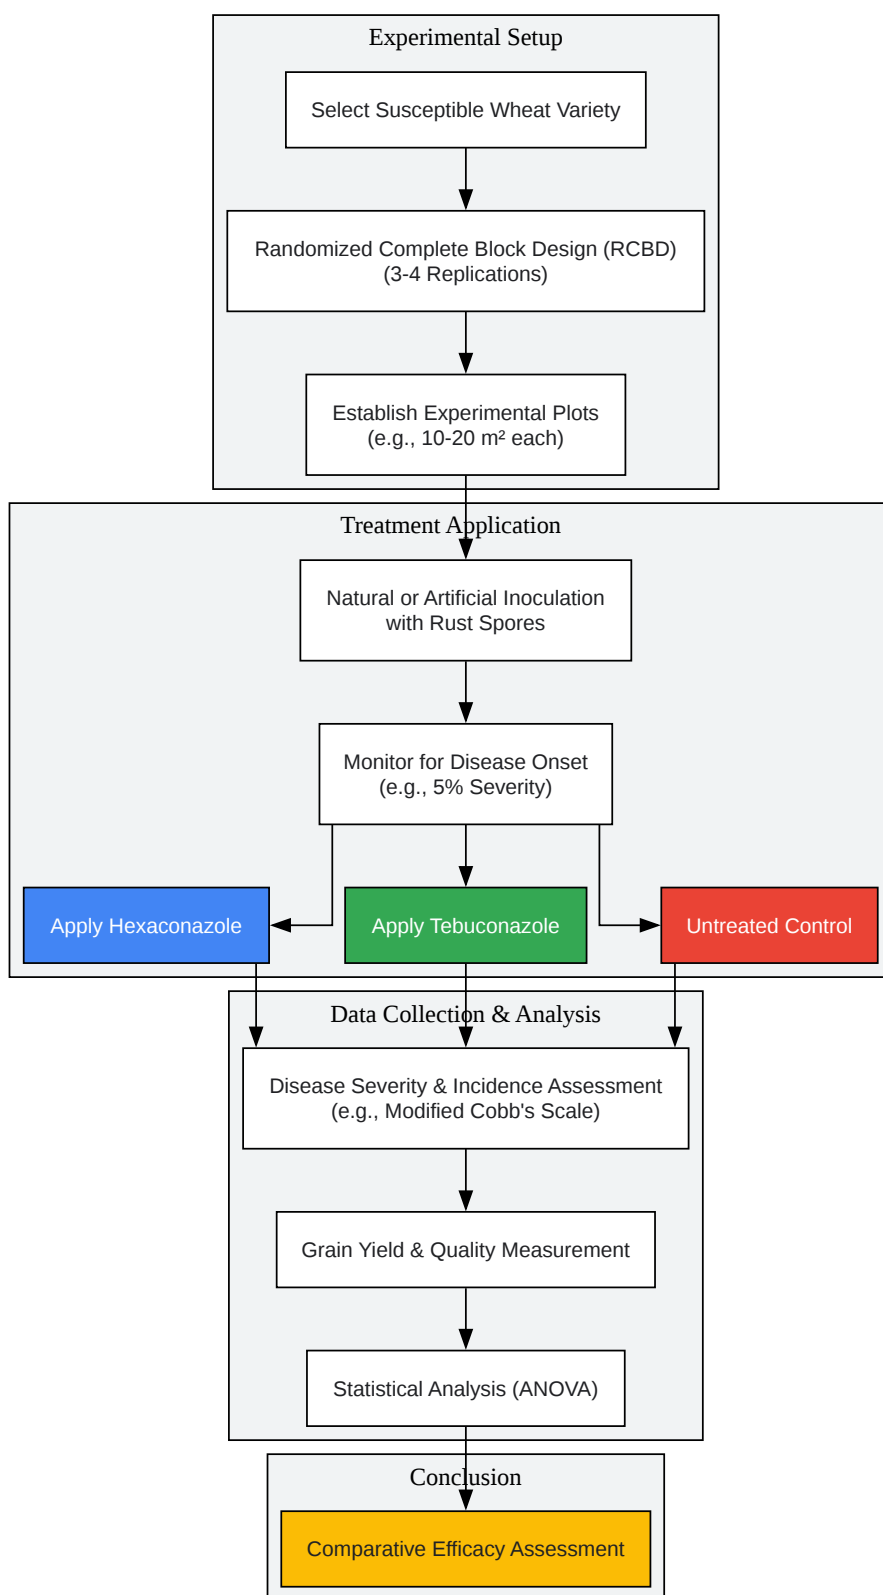 Experimental Setup
Select Susceptible Wheat Variety
Randomized Complete Block Design (RCBD)
(3-4 Replications)
Establish Experimental Plots
(e.g., 10-20 m² each)
Treatment Application
Natural or Artificial Inoculation
with Rust Spores
Monitor for Disease Onset
(e.g., 5% Severity)
Apply Hexaconazole
Apply Tebuconazole
Untreated Control
Data Collection & Analysis
Disease Severity & Incidence Assessment
(e.g., Modified Cobb's Scale)
Grain Yield & Quality Measurement
Statistical Analysis (ANOVA)
Conclusion
Comparative Efficacy Assessment